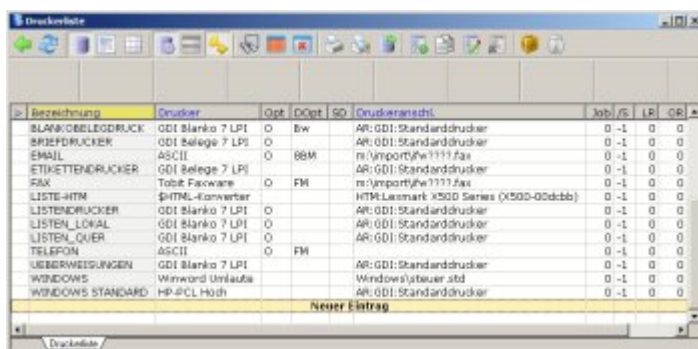 Druckerliste
> Bezeichnung Drucker Opt DOpt SD Druckeranschl. Job /S LR OR
BLANKOBELEGDRUCK GDI Blanko 7 LPI O Bw AR:GDI:Standarddrucker 0 -1 0 0
BRIEFDRUCKER GDI Belege 7 LPI O AR:GDI:Standarddrucker 0 -1 0 0
EMAIL ASCII O 8BM m:\import\fw????.fax 0 -1 0 0
ETIKETTENDRUCKER GDI Belege 7 LPI AR:GDI:Standarddrucker 0 -1 0 0
FAX Tobit Faxware O FM m:\import\fw????.fax 0 -1 0 0
LISTE-HTM $HTML-Konverter HTM:Lexmark X500 Series (X500-00dcbb) 0 -1 0 0
LISTENDRUCKER GDI Blanko 7 LPI O AR:GDI:Standarddrucker 0 -1 0 0
LISTEN_LOKAL GDI Blanko 7 LPI O AR:GDI:Standarddrucker 0 -1 0 0
LISTEN_QUER GDI Blanko 7 LPI O AR:GDI:Standarddrucker 0 -1 0 0
TELEFON ASCII O FM 0 -1 0 0
UEBERWEISUNGEN GDI Blanko 7 LPI AR:GDI:Standarddrucker 0 -1 0 0
WINDOWS Winword Umlaute Windows\steuer.std 0 -1 0 0
WINDOWS STANDARD HP-PCL Hoch AR:GDI:Standarddrucker 0 -1 0 0
Neuer Eintrag
Druckerliste